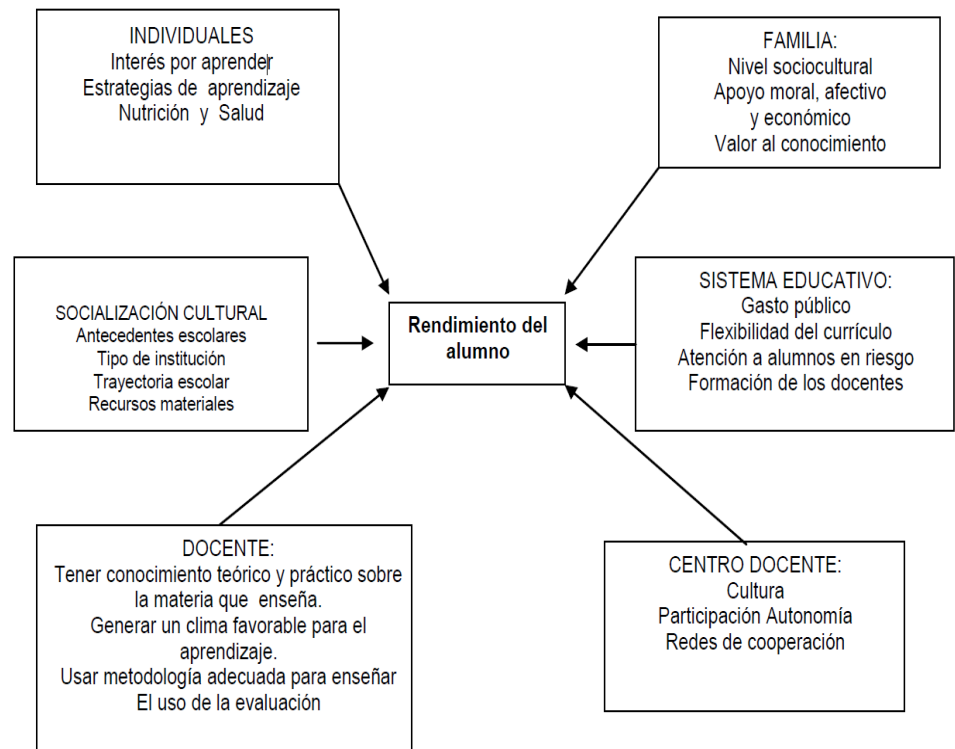 INDIVIDUALES
Interés por aprender
Estrategias de aprendizaje
Nutrición y Salud
FAMILIA:
Nivel sociocultural
Apoyo moral, afectivo
y económico
Valor al conocimiento
SOCIALIZACIÓN CULTURAL
Antecedentes escolares
Tipo de institución
Trayectoria escolar
Recursos materiales
Rendimiento del
alumno
SISTEMA EDUCATIVO:
Gasto público
Flexibilidad del currículo
Atención a alumnos en riesgo
Formación de los docentes
DOCENTE:
Tener conocimiento teórico y práctico sobre
la materia que enseña.
Generar un clima favorable para el
aprendizaje.
Usar metodología adecuada para enseñar
El uso de la evaluación
CENTRO DOCENTE:
Cultura
Participación Autonomía
Redes de cooperación